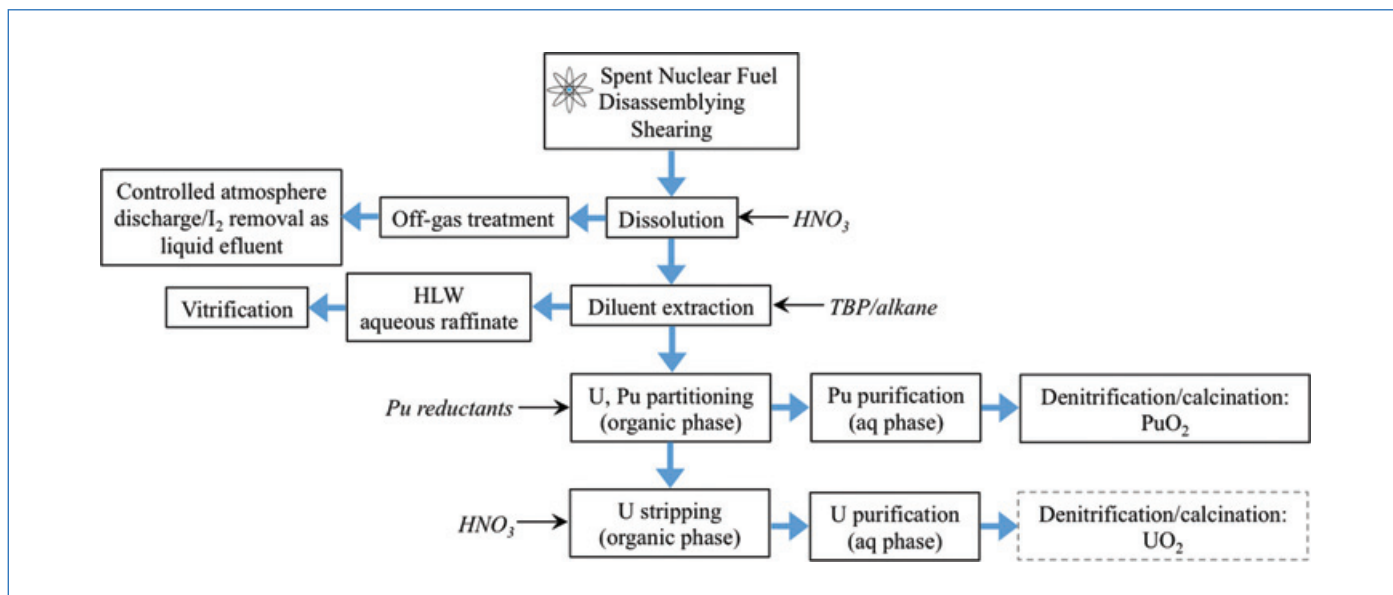 Spent Nuclear Fuel
Disassemblying
Shearing
Controlled atmosphere
discharge/I₂ removal as
liquid efluent
Off-gas treatment
Dissolution
HNO₃
Vitrification
HLW
aqueous raffinate
Diluent extraction
TBP/alkane
Pu reductants
U, Pu partitioning
(organic phase)
Pu purification
(aq phase)
Denitrification/calcination:
PuO₂
HNO₃
U stripping
(organic phase)
U purification
(aq phase)
Denitrification/calcination:
UO₂